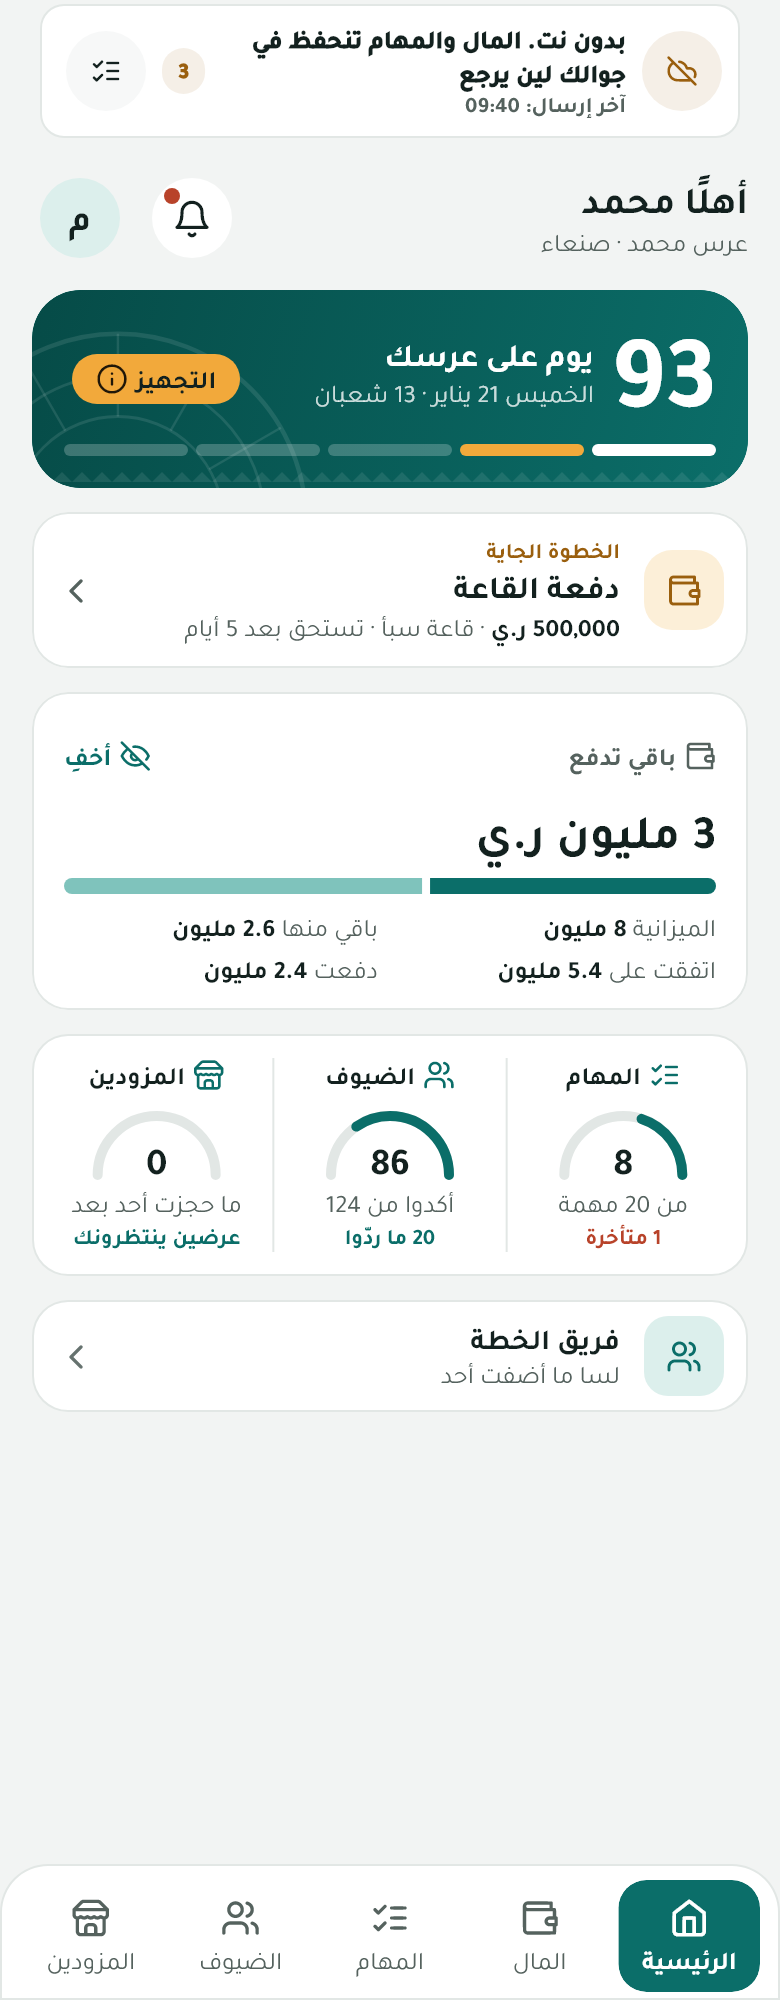 بدون نت. المال والمهام تنحفظ في
جوالك لين يرجع
آخر إرسال: 09:40
3
أهلًا محمد
عرس محمد · صنعاء
م
93
يوم على عرسك
الخميس 21 يناير · 13 شعبان
التجهيز
الخطوة الجاية
دفعة القاعة
500,000 ر.ي · قاعة سبأ · تستحق بعد 5 أيام
باقي تدفع
أخفِ
3 مليون ر.ي
الميزانية 8 مليون
باقي منها 2.6 مليون
اتفقت على 5.4 مليون
دفعت 2.4 مليون
المهام
8
من 20 مهمة
1 متأخرة
الضيوف
86
أكدوا من 124
20 ما ردّوا
المزودين
0
ما حجزت أحد بعد
عرضين ينتظرونك
فريق الخطة
لسا ما أضفت أحد
الرئيسية
المال
المهام
الضيوف
المزودين